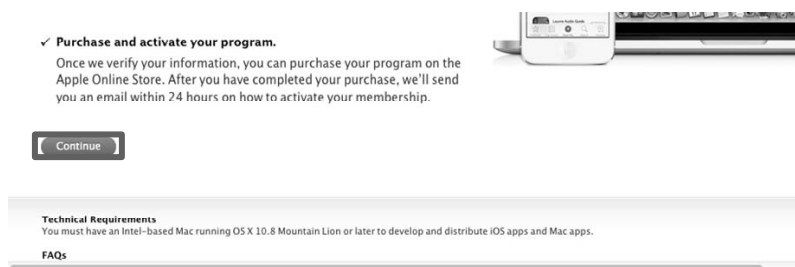 ✓ Purchase and activate your program.
Once we verify your information, you can purchase your program on the
Apple Online Store. After you have completed your purchase, we'll send
you an email within 24 hours on how to activate your membership.
Continue
Technical Requirements
You must have an Intel-based Mac running OS X 10.8 Mountain Lion or later to develop and distribute iOS apps and Mac apps.
FAQs